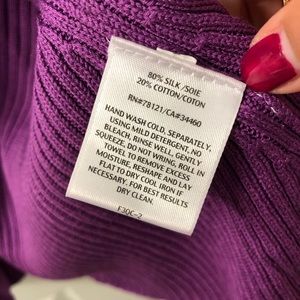 80% SILK/SOIE
20% COTTON/COTON
RN#78121/CA#34460
HAND WASH COLD, SEPARATELY,
USING MILD DETERGENT, NO
BLEACH, RINSE WELL, GENTLY
SQUEEZE, DO NOT WRING, ROLL IN
TOWEL TO REMOVE EXCESS
MOISTURE, RESHAPE AND LAY
FLAT TO DRY COOL IRON IF
NECESSARY. FOR BEST RESULTS
DRY CLEAN.
F30C-2